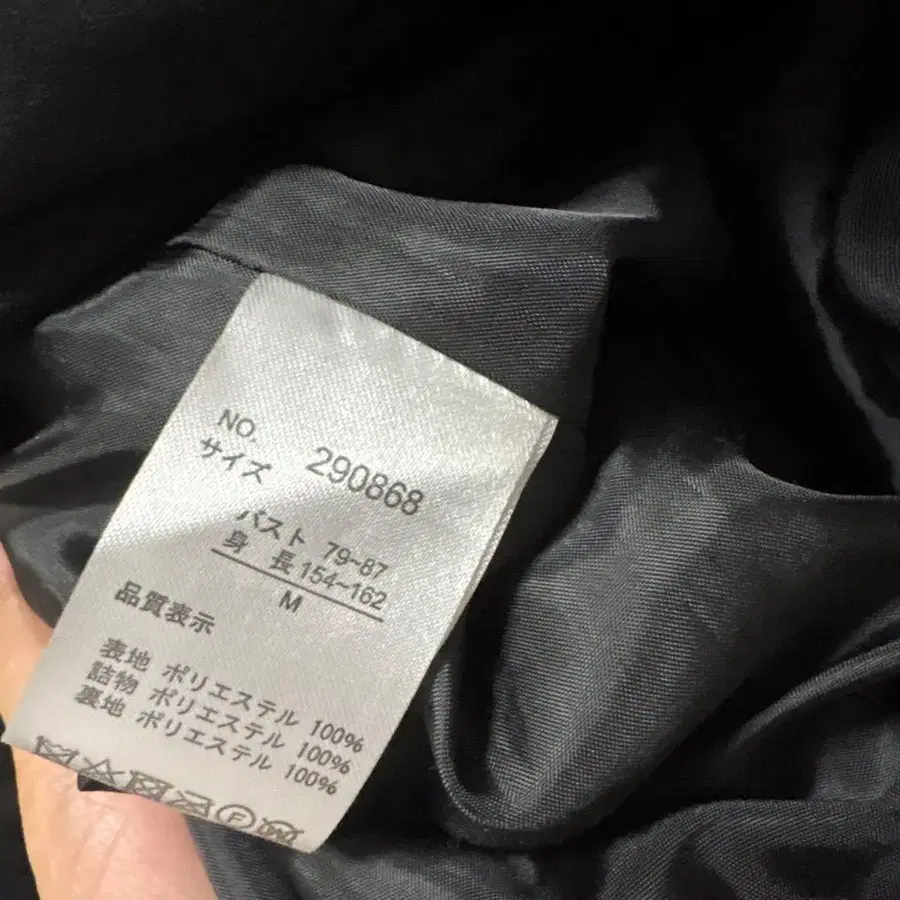 NO. 290868
サイズ
バスト 79~87
身 長 154~162
M
品質表示
表地 ポリエステル 100%
詰物 ポリエステル 100%
裏地 ポリエステル 100%
F